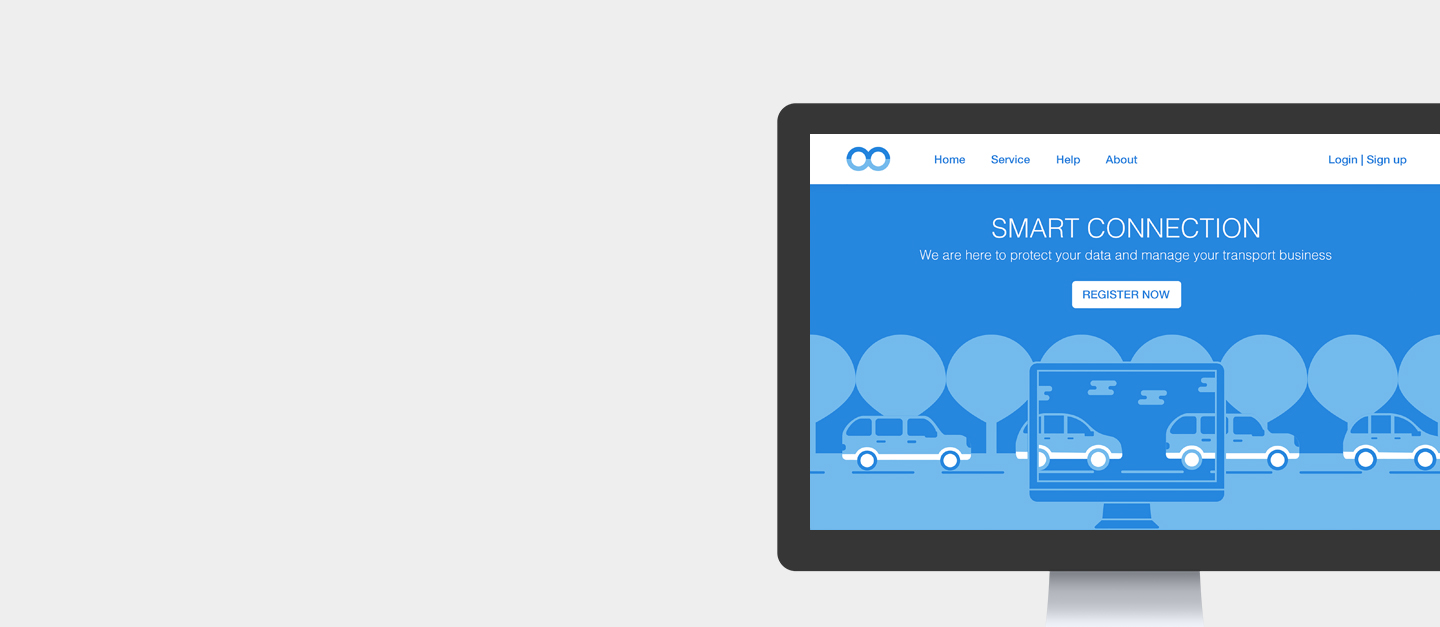 Home Service Help About Login | Sign up
SMART CONNECTION
We are here to protect your data and manage your transport business
REGISTER NOW